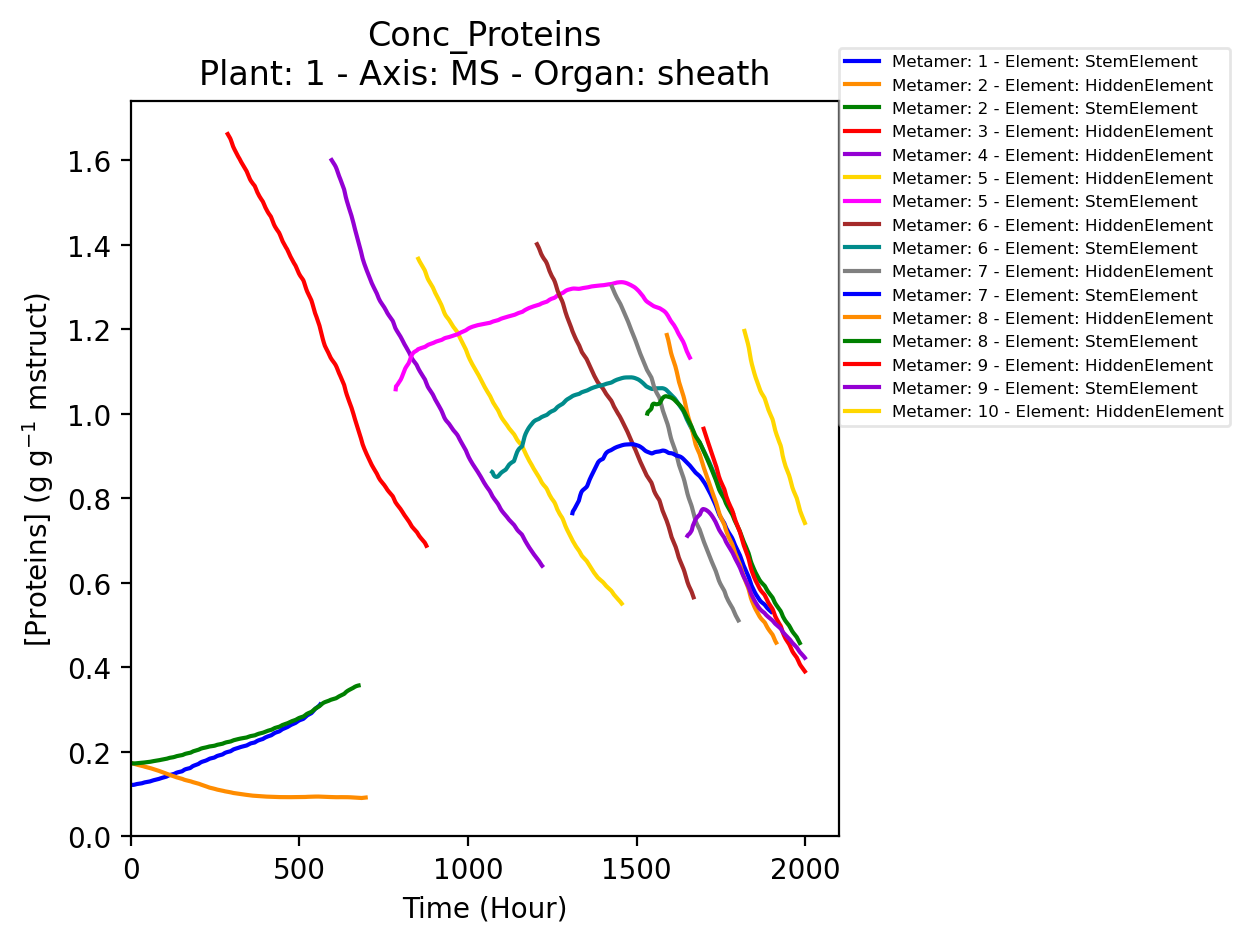 Conc_Proteins
Plant: 1 - Axis: MS - Organ: sheath
[Proteins] (g g⁻¹ mstruct)
1.6
1.4
1.2
1.0
0.8
0.6
0.4
0.2
0.0
0 500 1000 1500 2000
Time (Hour)
Metamer: 1 - Element: StemElement
Metamer: 2 - Element: HiddenElement
Metamer: 2 - Element: StemElement
Metamer: 3 - Element: HiddenElement
Metamer: 4 - Element: HiddenElement
Metamer: 5 - Element: HiddenElement
Metamer: 5 - Element: StemElement
Metamer: 6 - Element: HiddenElement
Metamer: 6 - Element: StemElement
Metamer: 7 - Element: HiddenElement
Metamer: 7 - Element: StemElement
Metamer: 8 - Element: HiddenElement
Metamer: 8 - Element: StemElement
Metamer: 9 - Element: HiddenElement
Metamer: 9 - Element: StemElement
Metamer: 10 - Element: HiddenElement